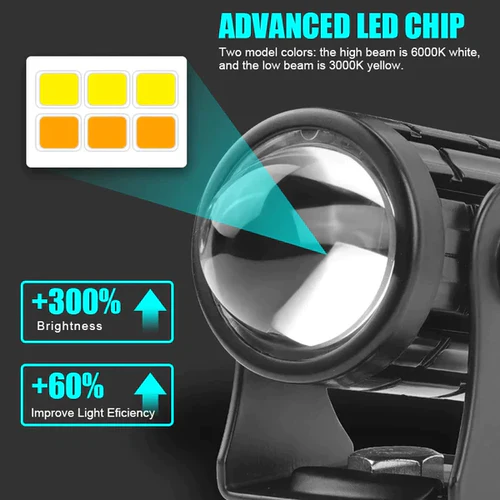 ADVANCED LED CHIP
Two model colors: the high beam is 6000K white,
and the low beam is 3000K yellow.
+300%
Brightness
+60%
Improve Light Eficiency